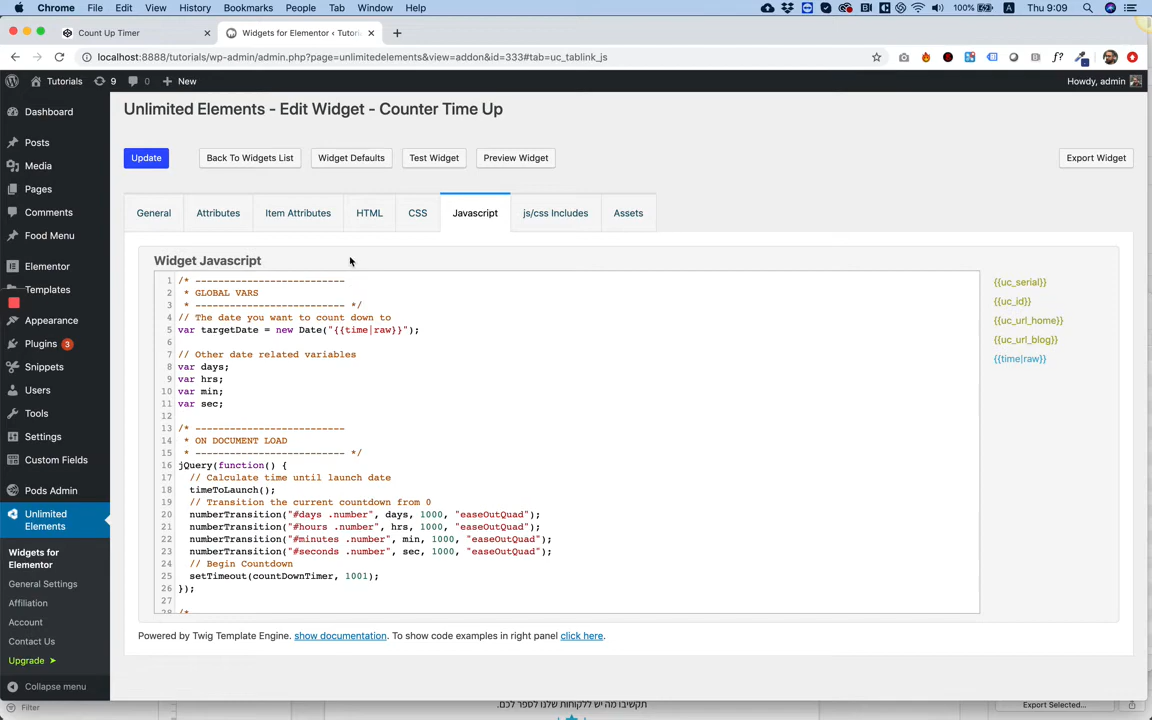 Chrome File Edit View History Bookmarks People Tab Window Help 100% A Thu 9:09
Count Up Timer Widgets for Elementor ‹ Tutori
localhost:8888/tutorials/wp-admin/admin.php?page=unlimitedelements&view=addon&id=333#tab=uc_tablink_js
Tutorials 9 0 New Howdy, admin
Dashboard
Posts
Media
Pages
Comments
Food Menu
Elementor
Templates
Appearance
Plugins 3
Snippets
Users
Tools
Settings
Custom Fields
Pods Admin
Unlimited
Elements
Widgets for
Elementor
General Settings
Affiliation
Account
Contact Us
Upgrade ➤
Collapse menu
Unlimited Elements - Edit Widget - Counter Time Up
Update Back To Widgets List Widget Defaults Test Widget Preview Widget Export Widget
General Attributes Item Attributes HTML CSS Javascript js/css Includes Assets
Widget Javascript
1 /* --------------------------
2 * GLOBAL VARS
3 * -------------------------- */
4 // The date you want to count down to
5 var targetDate = new Date("{{time|raw}}");
6
7 // Other date related variables
8 var days;
9 var hrs;
10 var min;
11 var sec;
12
13 /* --------------------------
14 * ON DOCUMENT LOAD
15 * -------------------------- */
16 jQuery(function() {
17 // Calculate time until launch date
18 timeToLaunch();
19 // Transition the current countdown from 0
20 numberTransition("#days .number", days, 1000, "easeOutQuad");
21 numberTransition("#hours .number", hrs, 1000, "easeOutQuad");
22 numberTransition("#minutes .number", min, 1000, "easeOutQuad");
23 numberTransition("#seconds .number", sec, 1000, "easeOutQuad");
24 // Begin Countdown
25 setTimeout(countDownTimer, 1001);
26 });
27
28 /*
{{uc_serial}}
{{uc_id}}
{{uc_url_home}}
{{uc_url_blog}}
{{time|raw}}
Powered by Twig Template Engine. show documentation. To show code examples in right panel click here.
Filter תקשיבו מה יש ללקוחות שלנו לספר לכם. Export Selected...